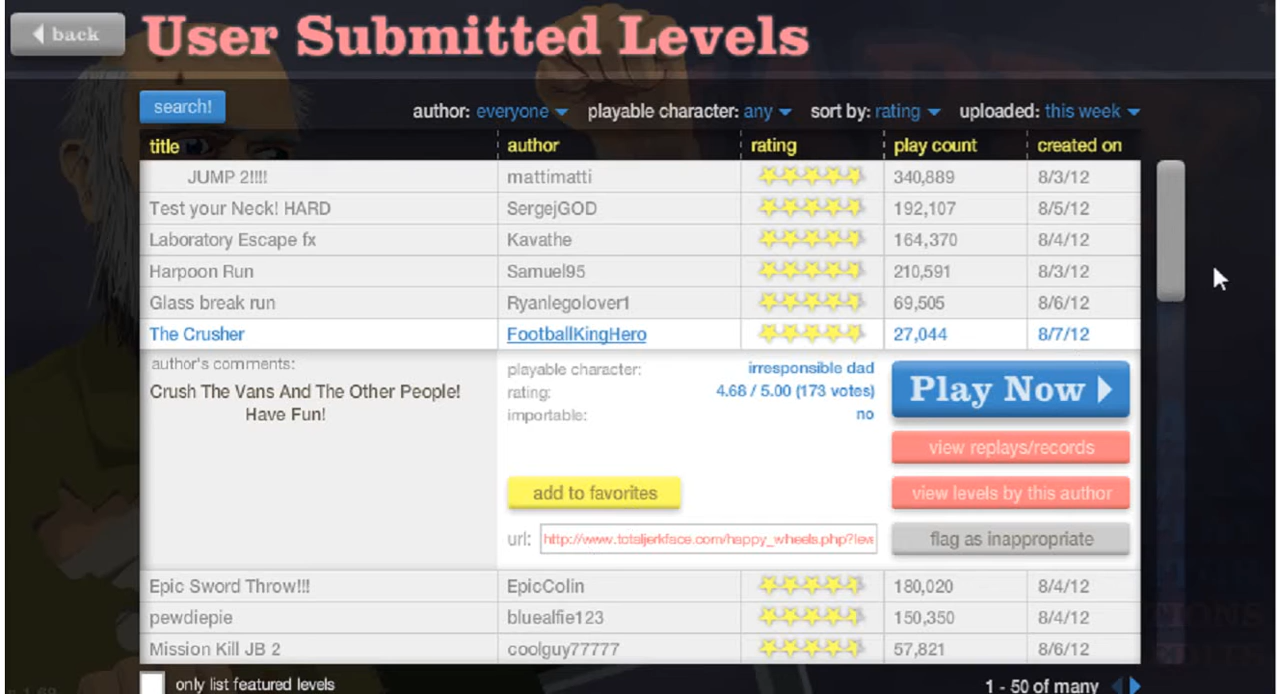 back
User Submitted Levels
search!
author: everyone playable character: any sort by: rating uploaded: this week
title author rating play count created on
JUMP 2!!!! mattimatti 340,889 8/3/12
Test your Neck! HARD SergejGOD 192,107 8/5/12
Laboratory Escape fx Kavathe 164,370 8/4/12
Harpoon Run Samuel95 210,591 8/3/12
Glass break run Ryanlegolover1 69,505 8/6/12
The Crusher FootballKingHero 27,044 8/7/12
author's comments:
Crush The Vans And The Other People!
Have Fun!
playable character: irresponsible dad
rating: 4.68 / 5.00 (173 votes)
importable: no
Play Now
view replays/records
add to favorites
view levels by this author
url: http://www.totaljerkface.com/happy_wheels.php?leve
flag as inappropriate
Epic Sword Throw!!! EpicColin 180,020 8/4/12
pewdiepie bluealfie123 150,350 8/4/12
Mission Kill JB 2 coolguy77777 57,821 8/6/12
only list featured levels
1 - 50 of many